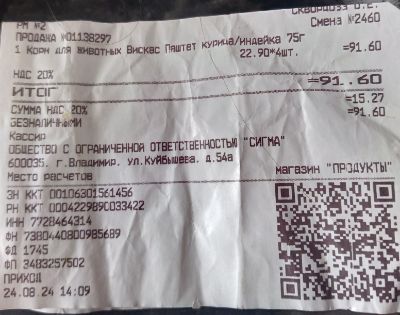 РМ №2
Смена №2460
ПРОДАЖА №01138297
1 Корм для животных Вискас Паштет курица/индейка 75г
22.90*4шт. =91.60
НДС 20%
ИТОГ =91.60
СУММА НДС 20% =15.27
БЕЗНАЛИЧНЫМИ =91.60
Кассир
ОБЩЕСТВО С ОГРАНИЧЕННОЙ ОТВЕТСТВЕННОСТЬЮ "СИГМА"
600035, г.Владимир, ул.Куйбышева, д.54а
Место расчетов магазин "ПРОДУКТЫ"
ЗН ККТ 00106301561456
РН ККТ 0004229890033422
ИНН 7728464314
ФН 7380440800985689
ФД 1745
ФП 3483257502
ПРИХОД
24.08.24 14:09